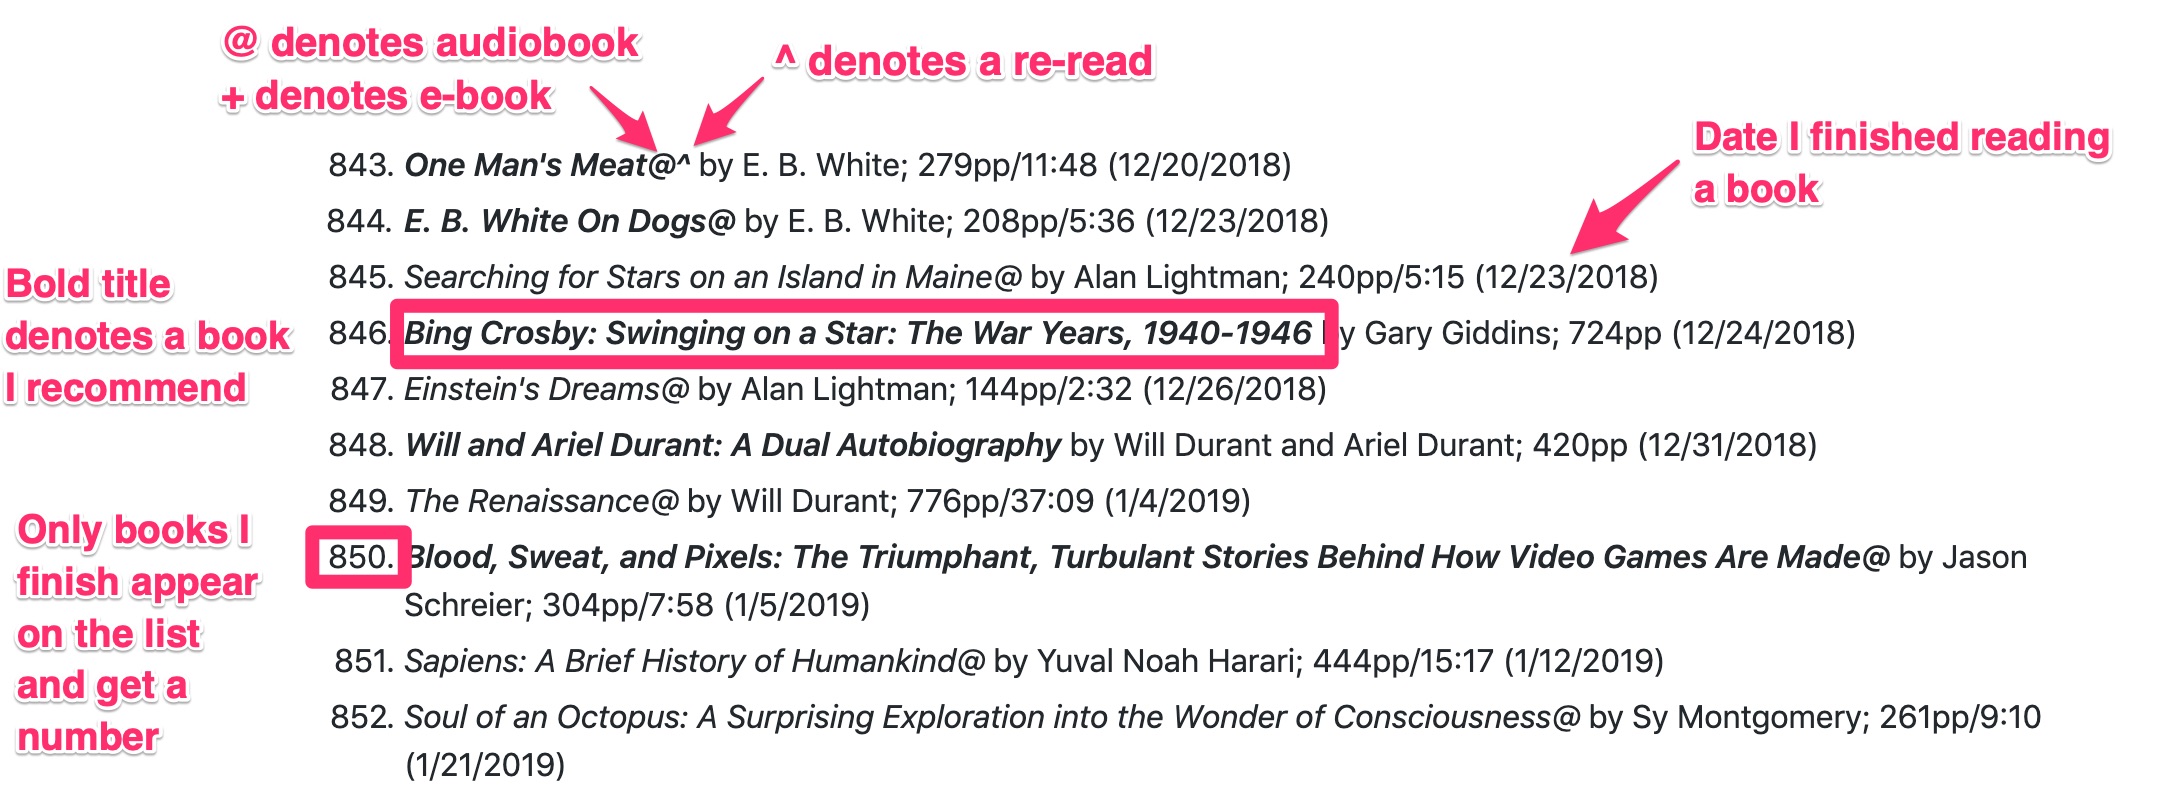 @ denotes audiobook
+ denotes e-book
^ denotes a re-read
Date I finished reading
a book
843. One Man's Meat@^ by E. B. White; 279pp/11:48 (12/20/2018)
844. E. B. White On Dogs@ by E. B. White; 208pp/5:36 (12/23/2018)
845. Searching for Stars on an Island in Maine@ by Alan Lightman; 240pp/5:15 (12/23/2018)
Bold title
denotes a book
I recommend
846. Bing Crosby: Swinging on a Star: The War Years, 1940-1946 by Gary Giddins; 724pp (12/24/2018)
847. Einstein's Dreams@ by Alan Lightman; 144pp/2:32 (12/26/2018)
848. Will and Ariel Durant: A Dual Autobiography by Will Durant and Ariel Durant; 420pp (12/31/2018)
849. The Renaissance@ by Will Durant; 776pp/37:09 (1/4/2019)
Only books I
finish appear
on the list
and get a
number
850. Blood, Sweat, and Pixels: The Triumphant, Turbulant Stories Behind How Video Games Are Made@ by Jason
Schreier; 304pp/7:58 (1/5/2019)
851. Sapiens: A Brief History of Humankind@ by Yuval Noah Harari; 444pp/15:17 (1/12/2019)
852. Soul of an Octopus: A Surprising Exploration into the Wonder of Consciousness@ by Sy Montgomery; 261pp/9:10
(1/21/2019)